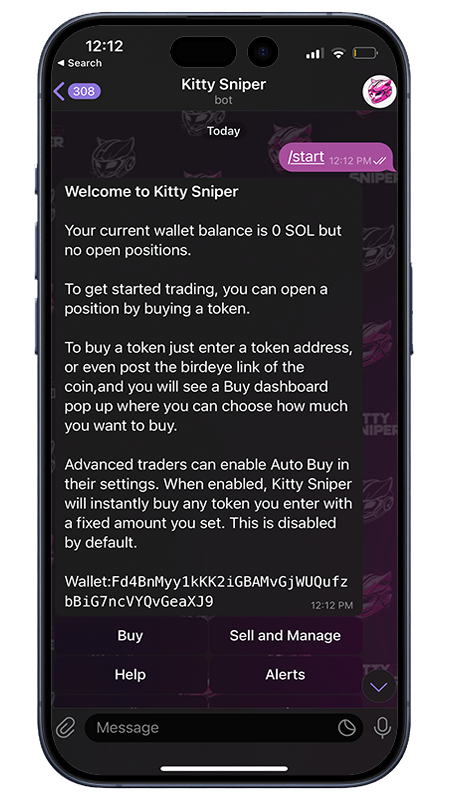 12:12
◀ Search
308
Kitty Sniper
bot
Today
/start 12:12 PM
SNIPER
Welcome to Kitty Sniper
Your current wallet balance is 0 SOL but
no open positions.
To get started trading, you can open a
position by buying a token.
To buy a token just enter a token address,
or even post the birdeye link of the
coin,and you will see a Buy dashboard
pop up where you can choose how much
you want to buy.
Advanced traders can enable Auto Buy in
their settings. When enabled, Kitty Sniper
will instantly buy any token you enter with
a fixed amount you set. This is disabled
by default.
Wallet:Fd4BnMyy1kKK2iGBAMvGjWUQufz
bBiG7ncVYQvGeaXJ9
12:12 PM
Buy
Sell and Manage
Help
Alerts
Message